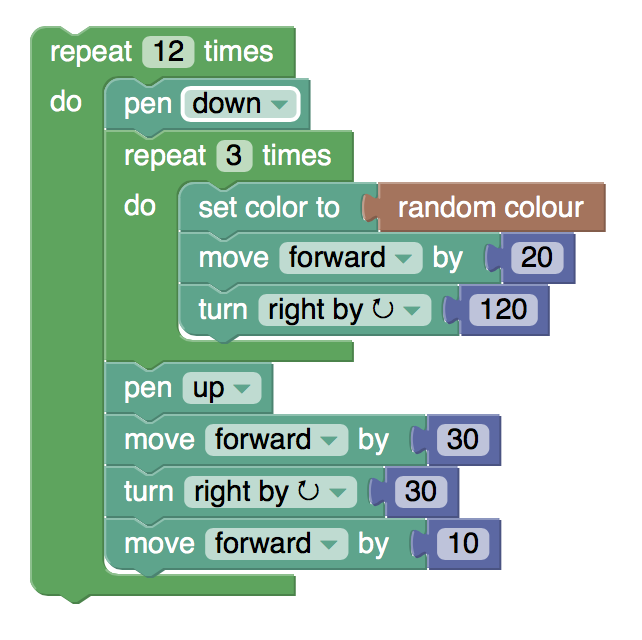 repeat 12 times
do pen down
repeat 3 times
do set color to random colour
move forward by 20
turn right by ↻ 120
pen up
move forward by 30
turn right by ↻ 30
move forward by 10